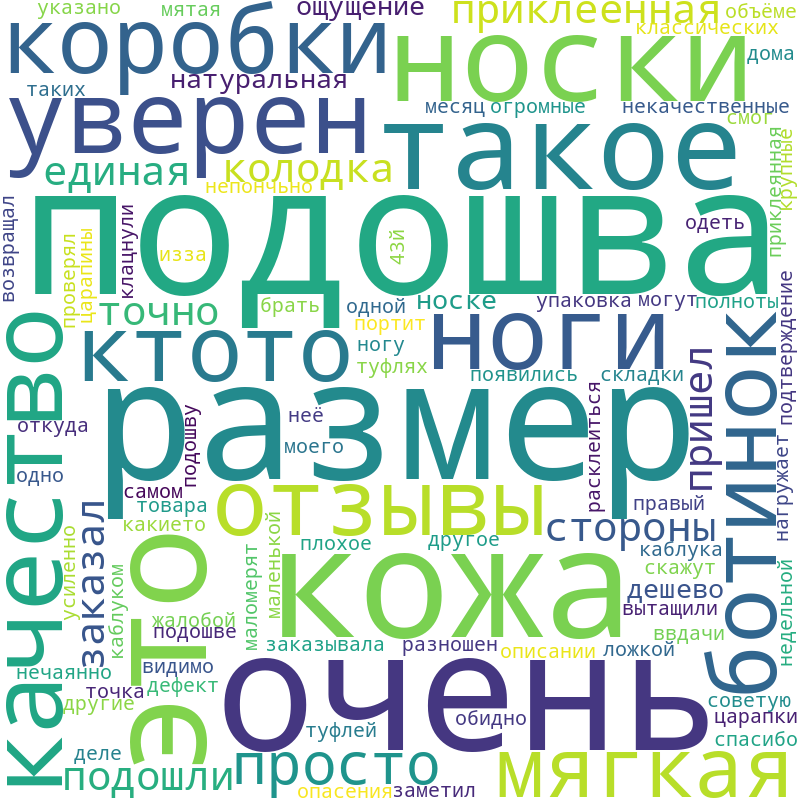 указано
мятая
ощущение
приклеенная
объёме
коробки
носки
классических
дома
таких
натуральная
месяц
огромные
некачественные
уверен
такое
смог
крупные
единая
колодка
непончьно
приклеянная
возвращал
подошва
одеть
клацнули
43й
изза
проверял
царапины
точно
брать
одной
носке
упаковка
могут
полноты
подтверждение
портит
ктото
ноги
ногу
туфлях
появились
складки
качество
размер
ботинок
пришел
откуда
подошву
неё
моего
расклеиться
нагружает
одно
самом
товара
какието
отзывы
правый
заказал
маленькой
плохое
другое
стороны
каблука
усиленно
это
кожа
скажут
дешево
недельной
каблуком
жалобой
маломерят
вытащили
подошве
заказывала
разношен
описании
ложкой
ввдачи
нечаянно
видимо
очень
точка
дефект
советую
другие
обидно
царапки
туфлей
спасибо
деле
просто
мягкая
подошли
опасения
заметил